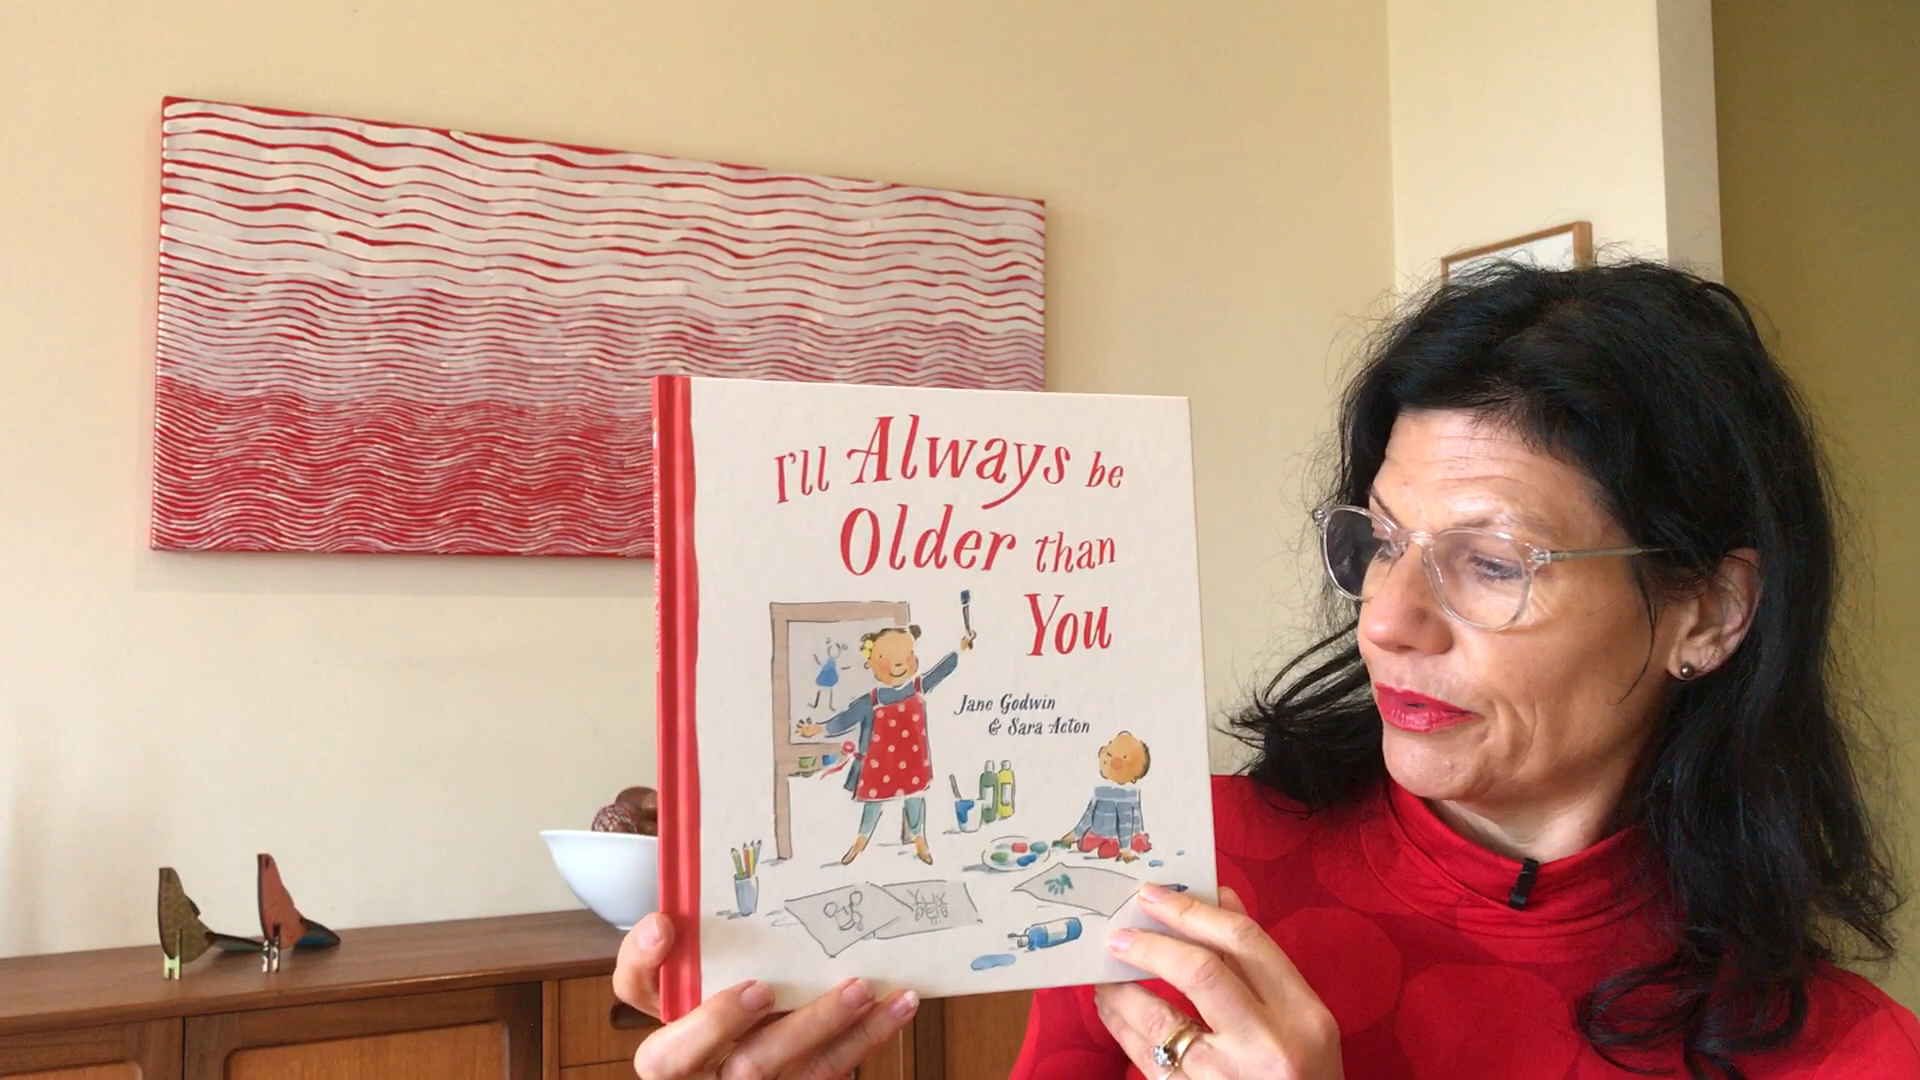 I'll Always be
Older than
You
Jane Godwin
& Sara Acton